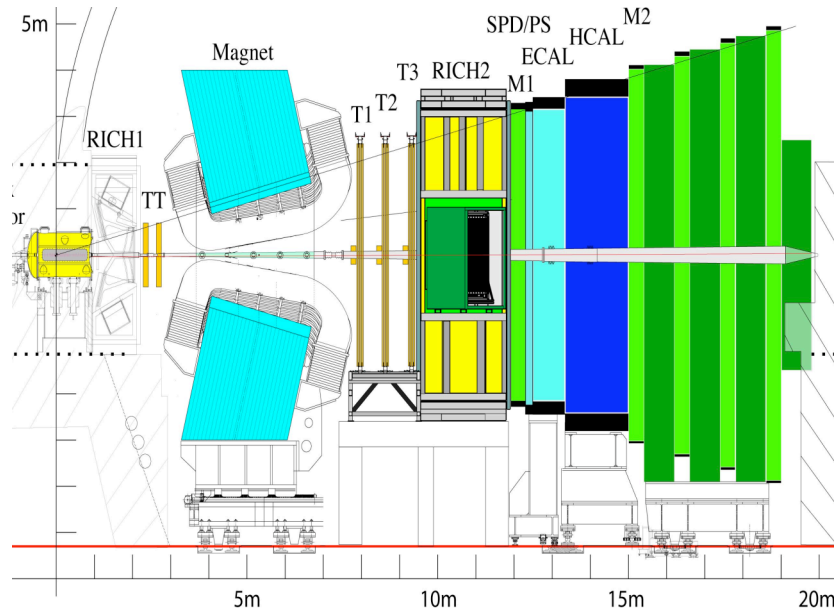 5m
M2
SPD/PS
HCAL
Magnet
ECAL
T3
RICH2
M1
T2
T1
RICH1
TT
or
5m
10m
15m
20m